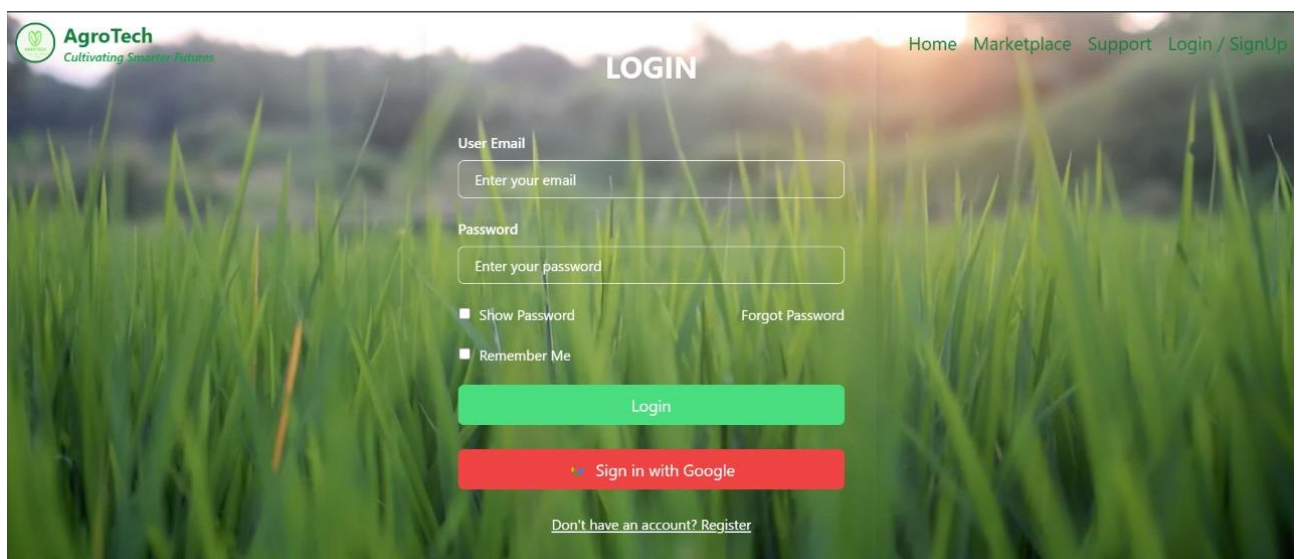 AgroTech
Cultivating Smarter Futures
Home Marketplace Support Login / SignUp
LOGIN
User Email
Enter your email
Password
Enter your password
Show Password Forgot Password
Remember Me
Login
Sign in with Google
Don't have an account? Register